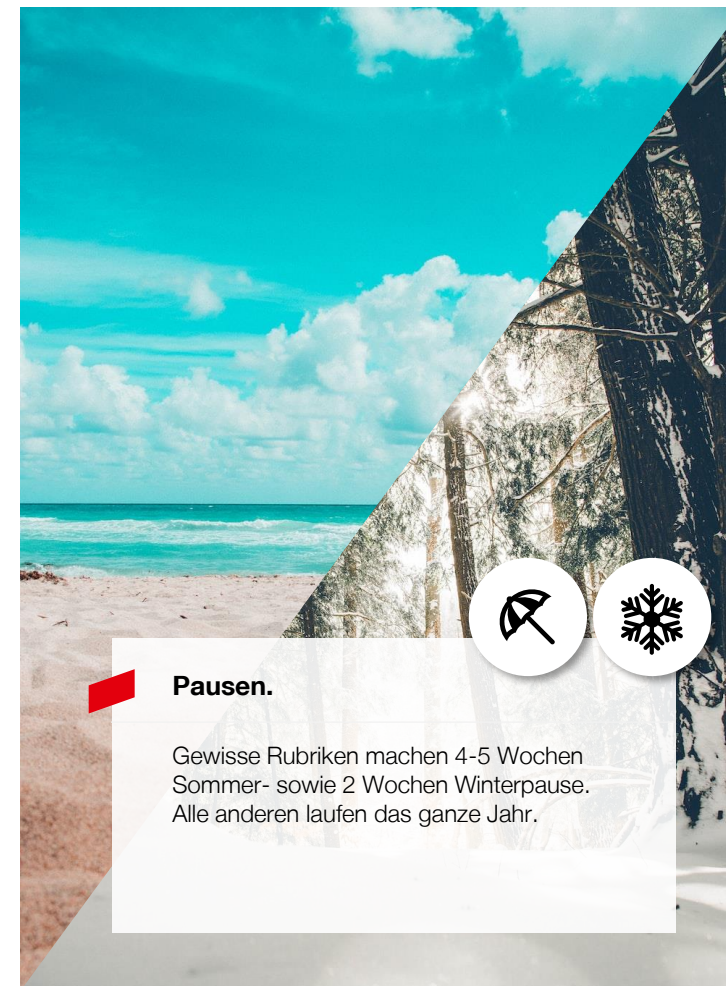 Pausen.
Gewisse Rubriken machen 4-5 Wochen
Sommer- sowie 2 Wochen Winterpause.
Alle anderen laufen das ganze Jahr.